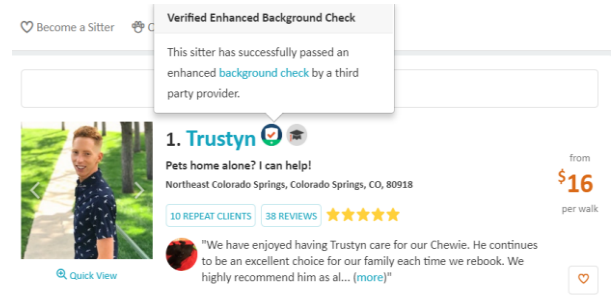 Become a Sitter
Verified Enhanced Background Check
This sitter has successfully passed an
enhanced background check by a third
party provider.
1. Trustyn
Pets home alone? I can help!
Northeast Colorado Springs, Colorado Springs, CO, 80918
10 REPEAT CLIENTS 38 REVIEWS
"We have enjoyed having Trustyn care for our Chewie. He continues
to be an excellent choice for our family each time we rebook. We
highly recommend him as al... (more)"
Quick View
from
$16
per walk